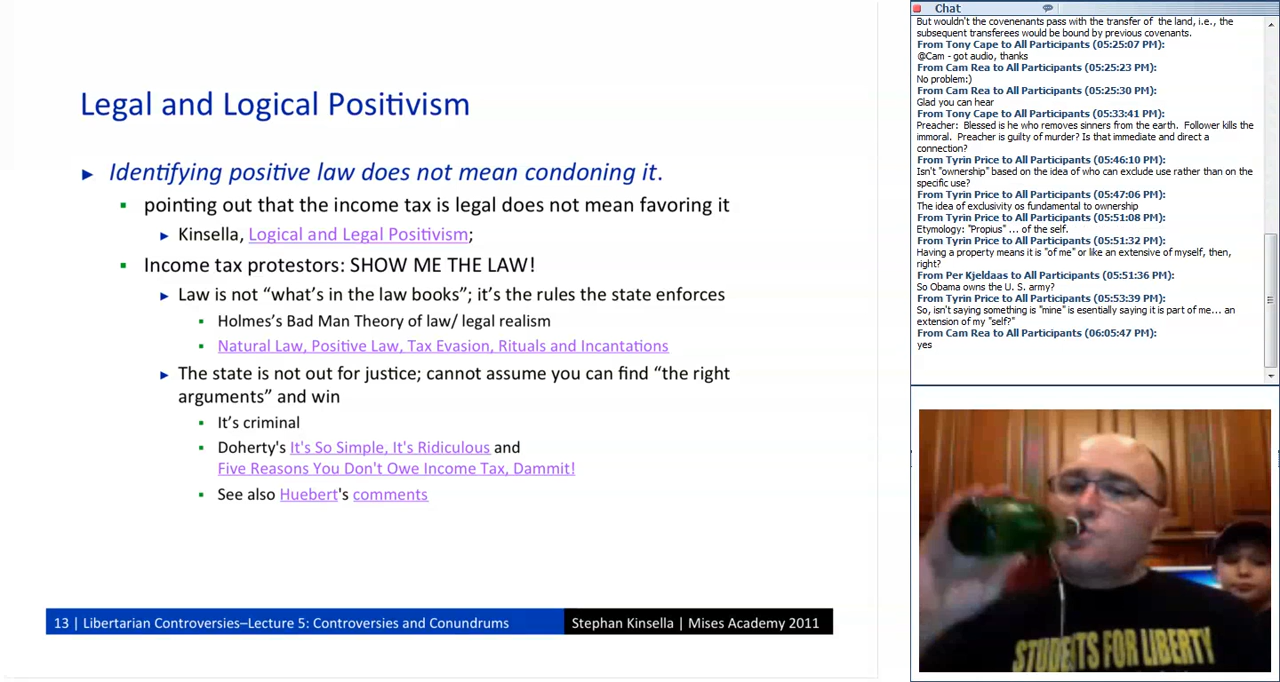 Legal and Logical Positivism
► Identifying positive law does not mean condoning it.
▪ pointing out that the income tax is legal does not mean favoring it
► Kinsella, Logical and Legal Positivism;
▪ Income tax protestors: SHOW ME THE LAW!
► Law is not “what’s in the law books”; it’s the rules the state enforces
▪ Holmes’s Bad Man Theory of law/ legal realism
▪ Natural Law, Positive Law, Tax Evasion, Rituals and Incantations
► The state is not out for justice; cannot assume you can find “the right
arguments” and win
▪ It’s criminal
▪ Doherty's It's So Simple, It's Ridiculous and
Five Reasons You Don't Owe Income Tax, Dammit!
▪ See also Huebert's comments
13 | Libertarian Controversies–Lecture 5: Controversies and Conundrums
Stephan Kinsella | Mises Academy 2011
Chat
But wouldn't the covenenants pass with the transfer of the land, i.e., the
subsequent transferees would be bound by previous covenants.
From Tony Cape to All Participants (05:25:07 PM):
@Cam - got audio, thanks
From Cam Rea to All Participants (05:25:23 PM):
No problem:)
From Cam Rea to All Participants (05:25:30 PM):
Glad you can hear
From Tony Cape to All Participants (05:33:41 PM):
Preacher: Blessed is he who removes sinners from the earth. Follower kills the
immoral. Preacher is guilty of murder? Is that immediate and direct a
connection?
From Tyrin Price to All Participants (05:46:10 PM):
Isn't "ownership" based on the idea of who can exclude use rather than on the
specific use?
From Tyrin Price to All Participants (05:47:06 PM):
The idea of exclusivity os fundamental to ownership
From Tyrin Price to All Participants (05:51:08 PM):
Etymology: "Propius" ... of the self.
From Tyrin Price to All Participants (05:51:32 PM):
Having a property means it is "of me" or like an extensive of myself, then,
right?
From Per Kjeldaas to All Participants (05:51:36 PM):
So Obama owns the U. S. army?
From Tyrin Price to All Participants (05:53:39 PM):
So, isn't saying something is "mine" is esentially saying it is part of me... an
extension of my "self?"
From Cam Rea to All Participants (06:05:47 PM):
yes
STUDENTS FOR LIBERTY